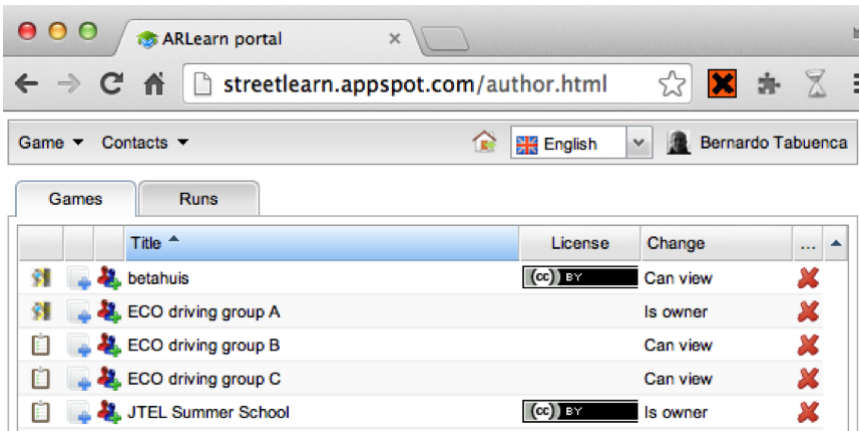 ARLearn portal
streetlearn.appspot.com/author.html
Game Contacts English Bernardo Tabuenca
Games Runs
Title License Change ...
betahuis (cc) BY Can view
ECO driving group A Is owner
ECO driving group B Can view
ECO driving group C Can view
JTEL Summer School (cc) BY Is owner